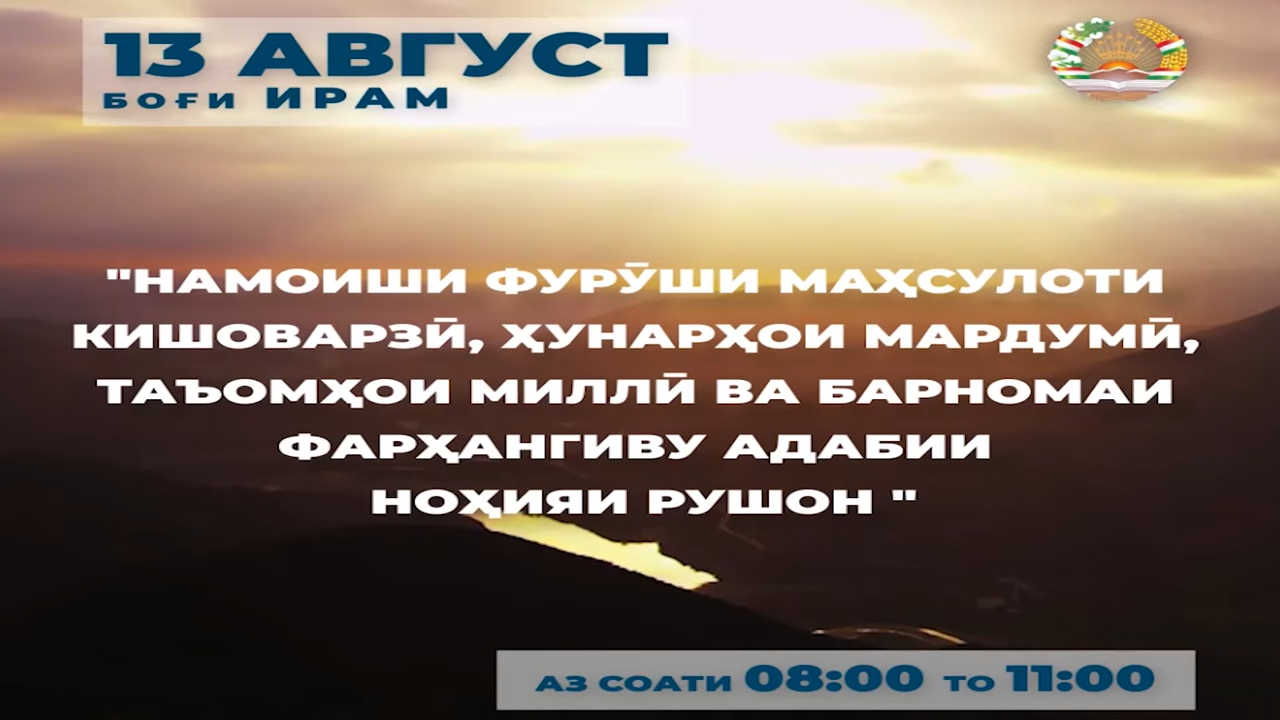 13 АВГУСТ
БОҒИ ИРАМ
"НАМОИШИ ФУРӮШИ МАҲСУЛОТИ
КИШОВАРЗӢ, ҲУНАРҲОИ МАРДУМӢ,
ТАЪОМҲОИ МИЛЛӢ ВА БАРНОМАИ
ФАРҲАНГИВУ АДАБИИ
НОҲИЯИ РУШОН "
АЗ СОАТИ 08:00 ТО 11:00